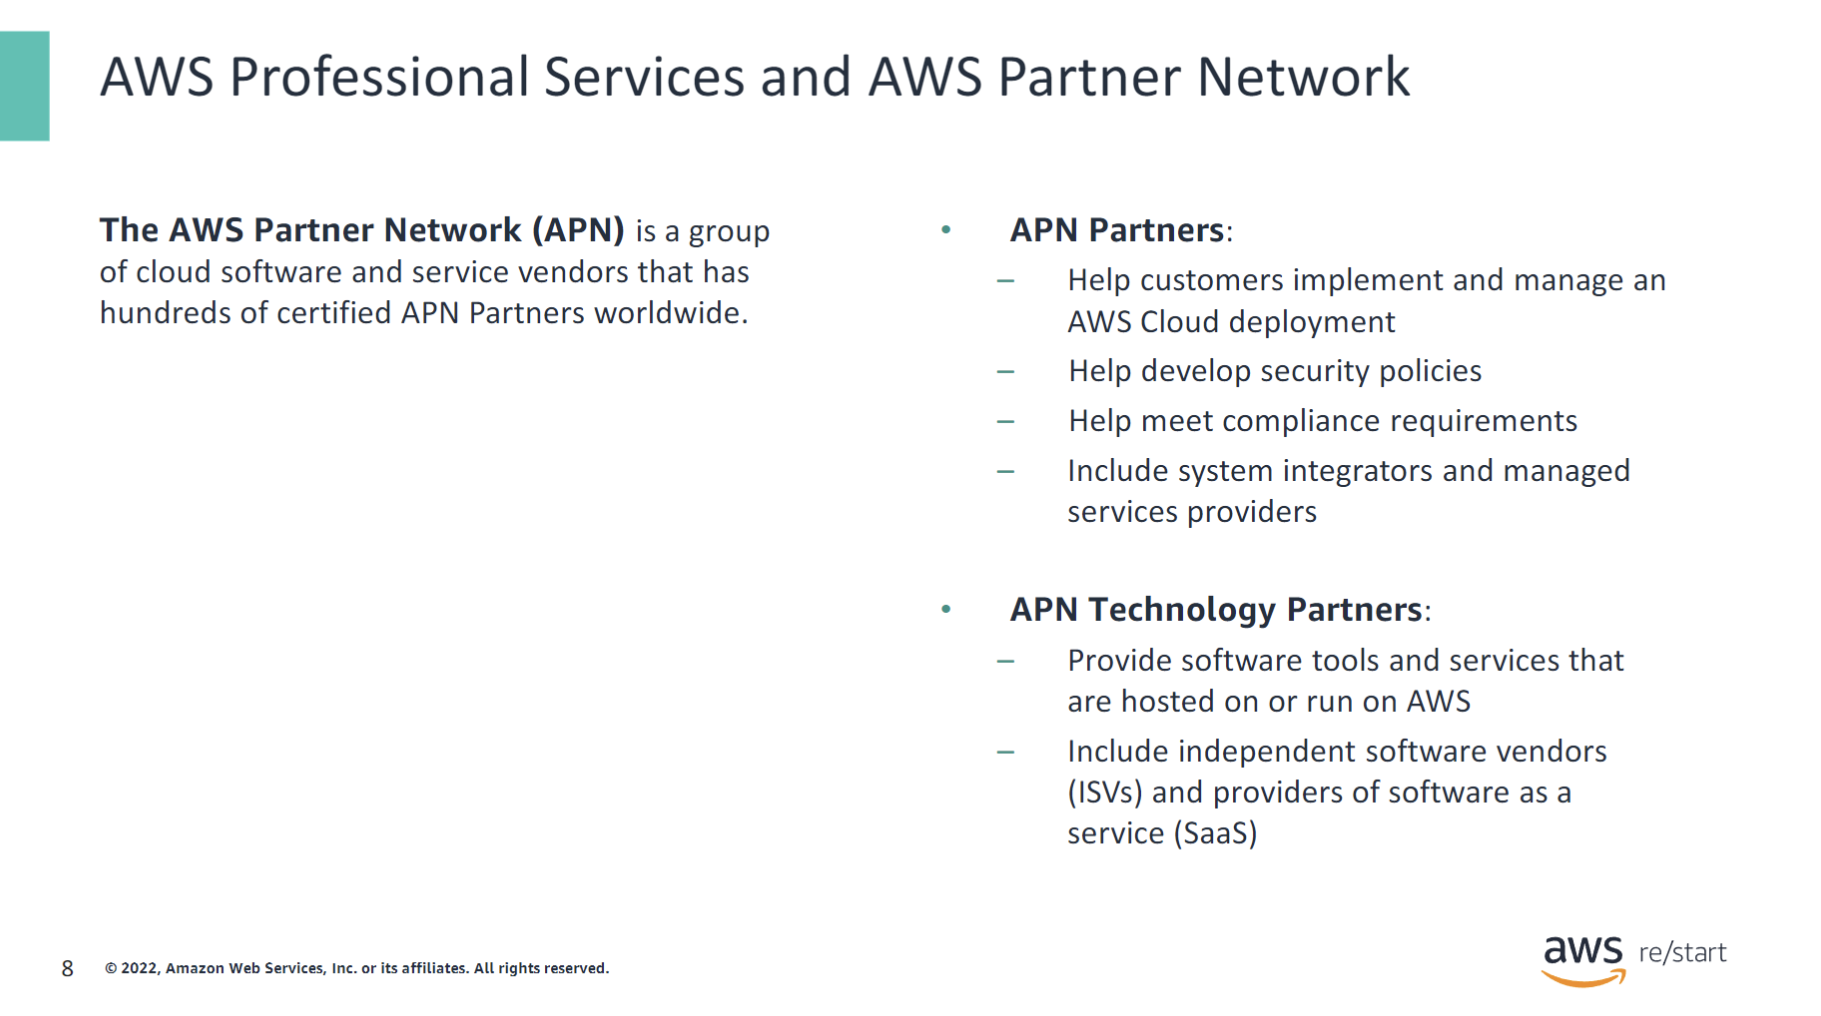 AWS Professional Services and AWS Partner Network
The AWS Partner Network (APN) is a group
of cloud software and service vendors that has
hundreds of certified APN Partners worldwide.
• APN Partners:
– Help customers implement and manage an
AWS Cloud deployment
– Help develop security policies
– Help meet compliance requirements
– Include system integrators and managed
services providers
• APN Technology Partners:
– Provide software tools and services that
are hosted on or run on AWS
– Include independent software vendors
(ISVs) and providers of software as a
service (SaaS)
8 © 2022, Amazon Web Services, Inc. or its affiliates. All rights reserved.
aws re/start